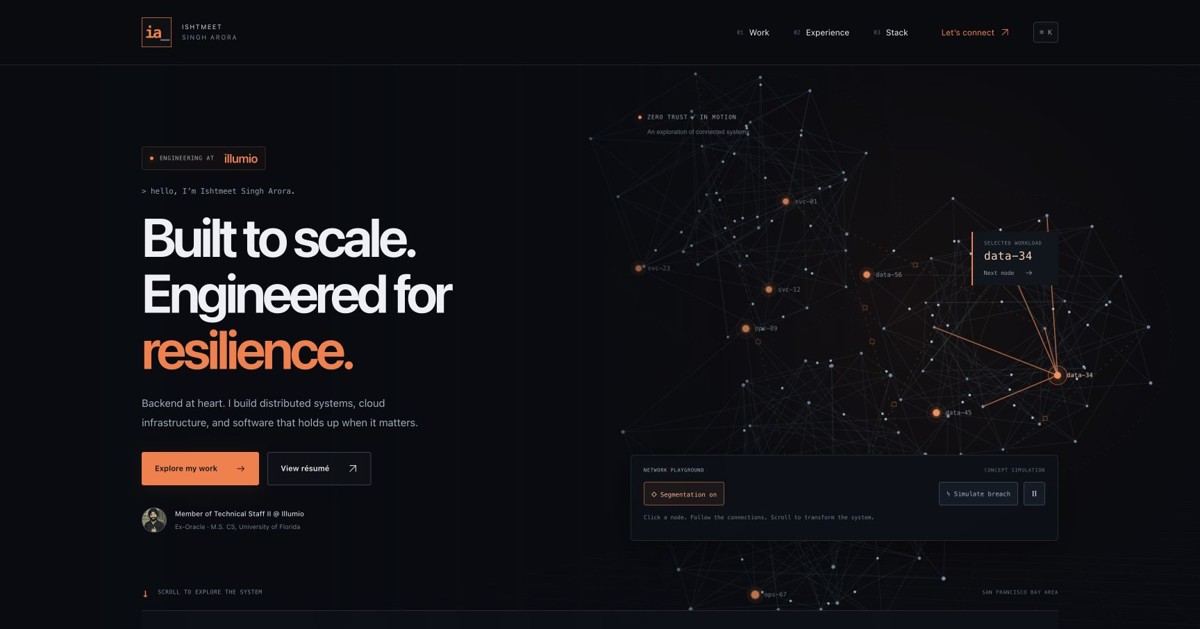 ia_
ISHTMEET
SINGH ARORA
01 Work
02 Experience
03 Stack
Let's connect ↗
⌘ K
ZERO TRUST / IN MOTION
An exploration of connected systems
ENGINEERING AT illumio
> hello, I'm Ishtmeet Singh Arora.
Built to scale.
Engineered for
resilience.
Backend at heart. I build distributed systems, cloud
infrastructure, and software that holds up when it matters.
Explore my work →
View résumé ↗
Member of Technical Staff II @ Illumio
Ex-Oracle · M.S. CS, University of Florida
↓ SCROLL TO EXPLORE THE SYSTEM
svc-01
svc-23
data-56
svc-12
SELECTED WORKLOAD
data-34
Next node →
data-34
data-45
NETWORK PLAYGROUND
CONCEPT SIMULATION
◇ Segmentation on
ϟ Simulate breach
Click a node. Follow the connections. Scroll to transform the system.
ops-67
SAN FRANCISCO BAY AREA